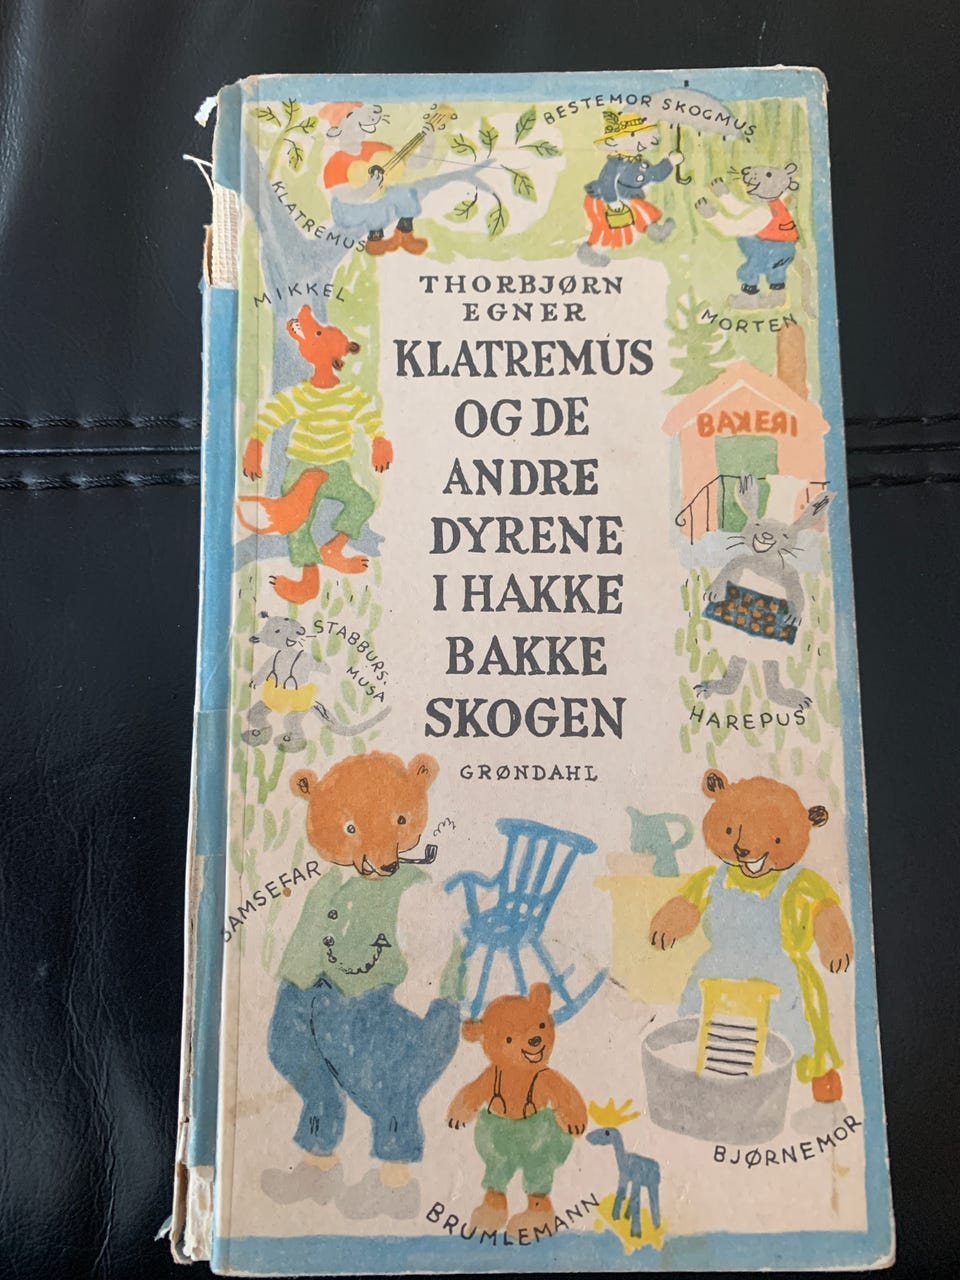 BESTEMOR SKOGMUS
KLATREMUS
MIKKEL
MORTEN
THORBJØRN
EGNER
KLATREMUS
OG DE
ANDRE
DYRENE
I HAKKE
BAKKE
SKOGEN
GRØNDAHL
BAKERI
STABBURS-
MUSA
HAREPUS
BAMSEFAR
BRUMLEMANN
BJØRNEMOR